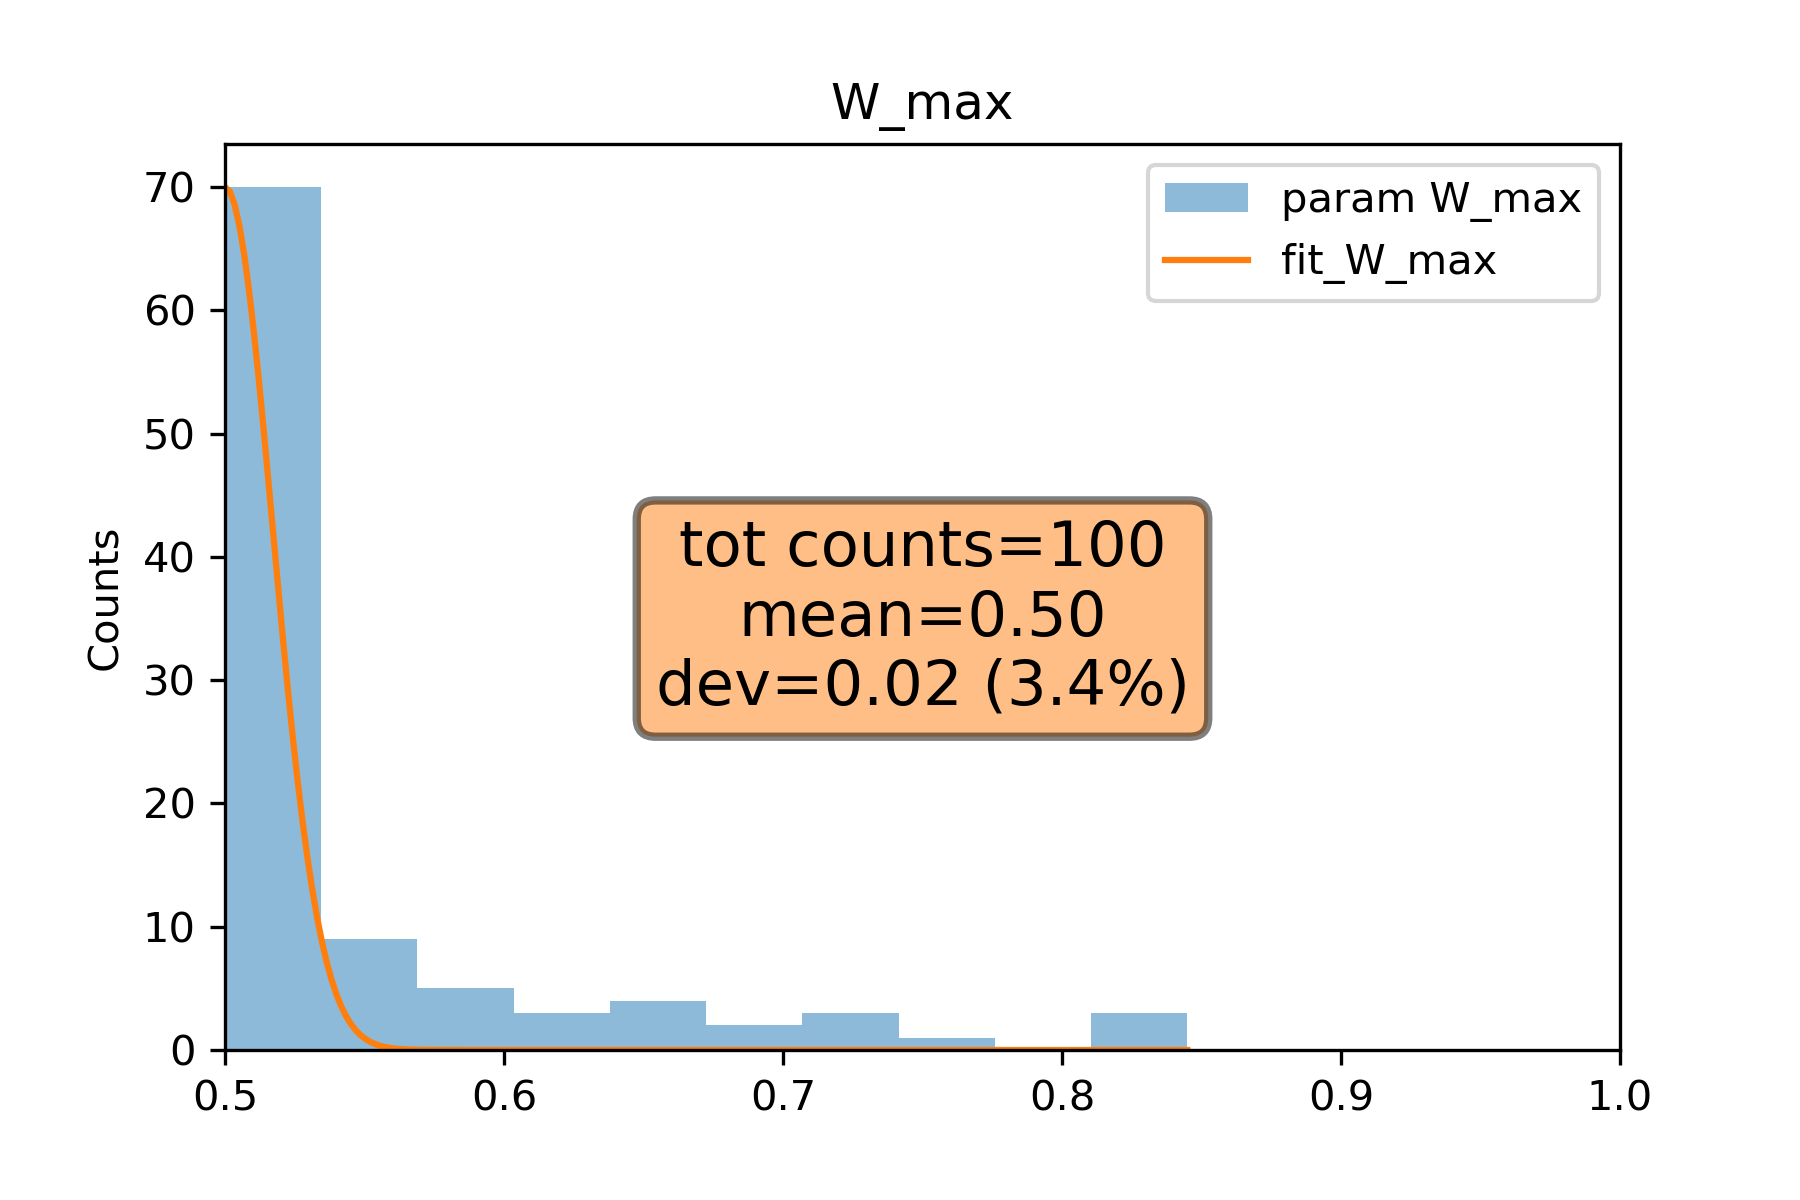 W_max
param W_max
fit_W_max
Counts
70
60
50
40
30
20
10
0
tot counts=100
mean=0.50
dev=0.02 (3.4%)
0.5 0.6 0.7 0.8 0.9 1.0